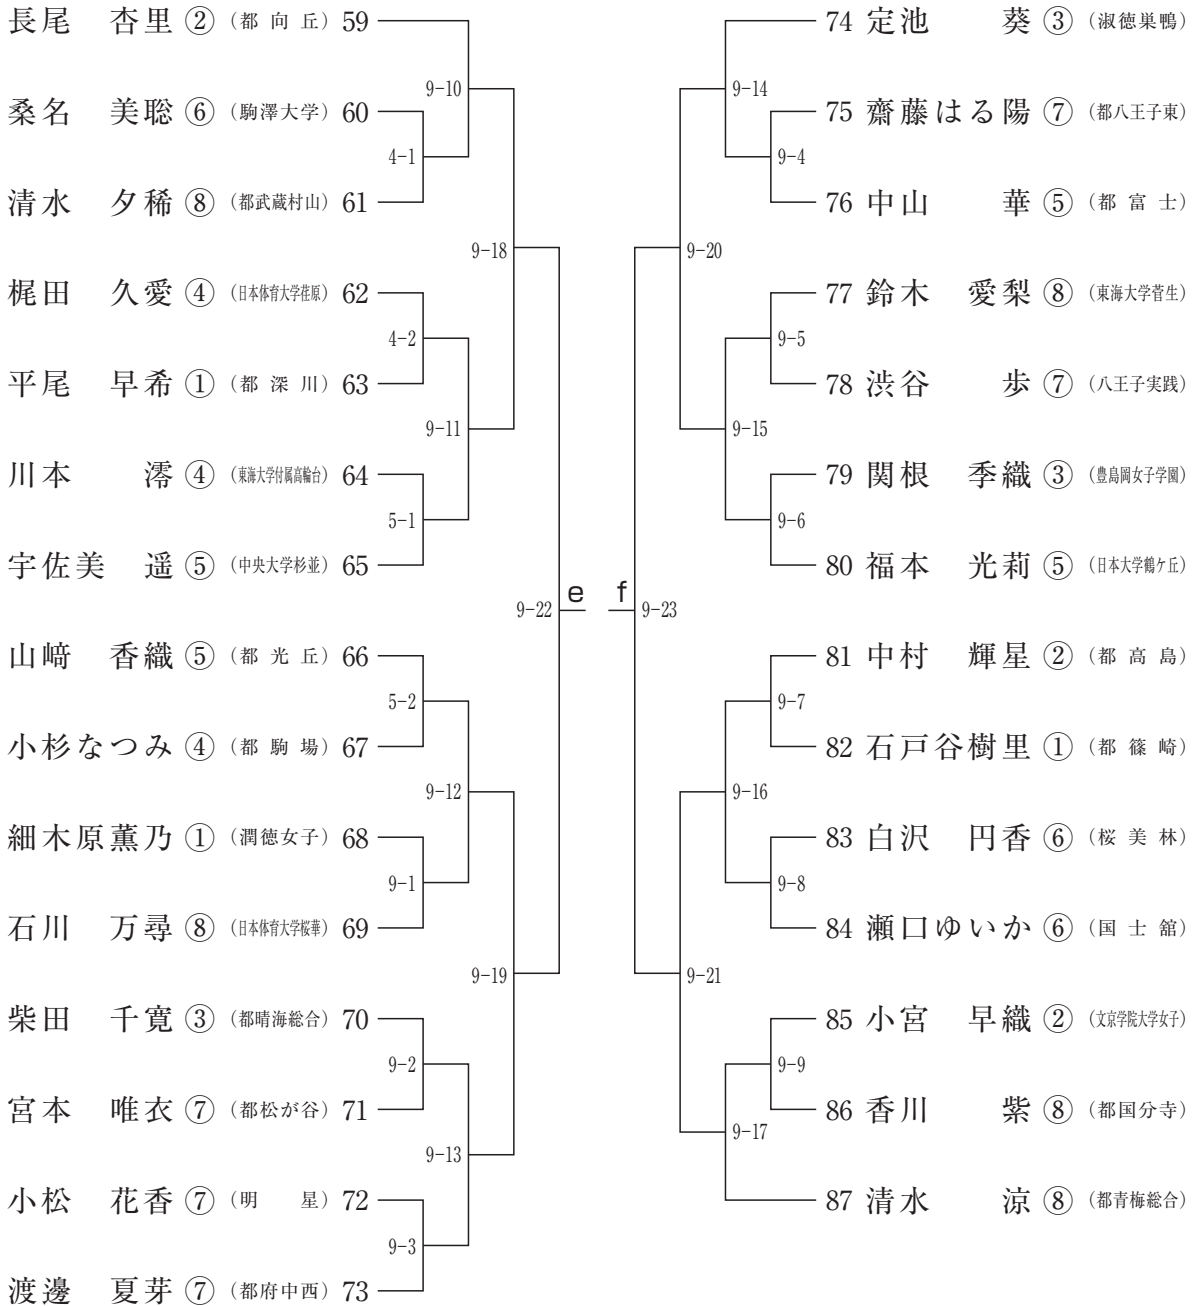 長尾 杏里 ② （都 向 丘） 59
9-10
桑名 美聡 ⑥ （駒澤大学） 60
4-1
清水 夕稀 ⑧ （都武蔵村山） 61
9-18
梶田 久愛 ④ （日本体育大学荏原） 62
4-2
平尾 早希 ① （都 深 川） 63
9-11
川本 澪 ④ （東海大学付属高輪台） 64
5-1
宇佐美 遥 ⑤ （中央大学杉並） 65
9-22 e
山﨑 香織 ⑤ （都 光 丘） 66
5-2
小杉なつみ ④ （都 駒 場） 67
9-12
細木原薫乃 ① （潤徳女子） 68
9-1
石川 万尋 ⑧ （日本体育大学桜華） 69
9-19
柴田 千寛 ③ （都晴海総合） 70
9-2
宮本 唯衣 ⑦ （都松が谷） 71
9-13
小松 花香 ⑦ （明 星） 72
9-3
渡邊 夏芽 ⑦ （都府中西） 73
74 定池 葵 ③ （淑徳巣鴨）
9-14
75 齋藤はる陽 ⑦ （都八王子東）
9-4
76 中山 華 ⑤ （都 富 士）
9-20
77 鈴木 愛梨 ⑧ （東海大学菅生）
9-5
78 渋谷 歩 ⑦ （八王子実践）
9-15
79 関根 季織 ③ （豊島岡女子学園）
9-6
80 福本 光莉 ⑤ （日本大学鶴ケ丘）
f 9-23
81 中村 輝星 ② （都 高 島）
9-7
82 石戸谷樹里 ① （都 篠 崎）
9-16
83 白沢 円香 ⑥ （桜 美 林）
9-8
84 瀬口ゆいか ⑥ （国 士 舘）
9-21
85 小宮 早織 ② （文京学院大学女子）
9-9
86 香川 紫 ⑧ （都国分寺）
9-17
87 清水 涼 ⑧ （都青梅総合）